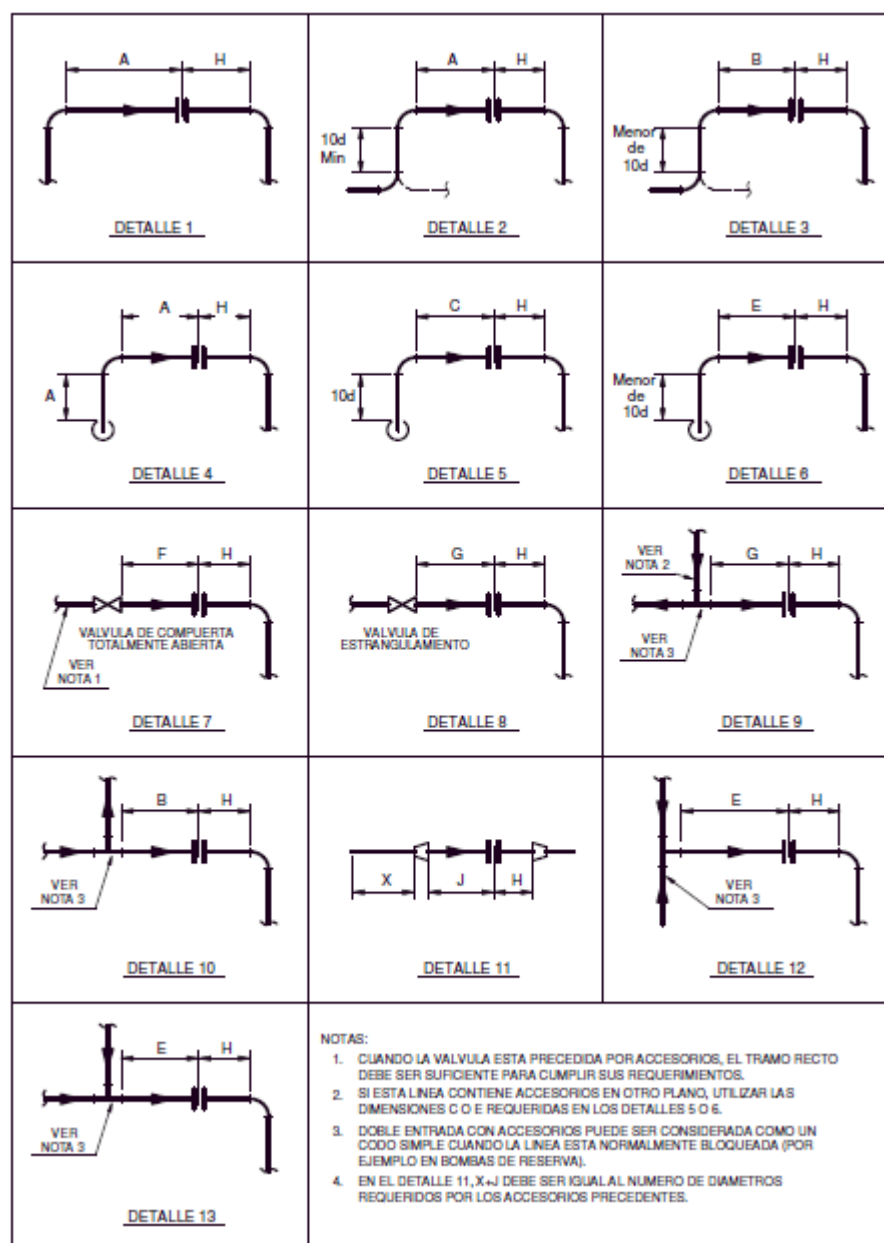 A
H
DETALLE 1
A
H
10d
Min
DETALLE 2
B
H
Menor
de
10d
DETALLE 3
A
H
A
DETALLE 4
C
H
10d
DETALLE 5
E
H
Menor
de
10d
DETALLE 6
F
H
VALVULA DE COMPUERTA
TOTALMENTE ABIERTA
VER
NOTA 1
DETALLE 7
G
H
VALVULA DE
ESTRANGULAMIENTO
DETALLE 8
VER
NOTA 2
G
H
VER
NOTA 3
DETALLE 9
B
H
VER
NOTA 3
DETALLE 10
X
J
H
DETALLE 11
E
H
VER
NOTA 3
DETALLE 12
E
H
VER
NOTA 3
DETALLE 13
NOTAS:
1. CUANDO LA VALVULA ESTA PRECEDIDA POR ACCESORIOS, EL TRAMO RECTO
DEBE SER SUFICIENTE PARA CUMPLIR SUS REQUERIMIENTOS.
2. SI ESTA LINEA CONTIENE ACCESORIOS EN OTRO PLANO, UTILIZAR LAS
DIMENSIONES C O E REQUERIDAS EN LOS DETALLES 5 O 6.
3. DOBLE ENTRADA CON ACCESORIOS PUEDE SER CONSIDERADA COMO UN
CODO SIMPLE CUANDO LA LINEA ESTA NORMALMENTE BLOQUEADA (POR
EJEMPLO EN BOMBAS DE RESERVA).
4. EN EL DETALLE 11, X+J DEBE SER IGUAL AL NUMERO DE DIAMETROS
REQUERIDOS POR LOS ACCESORIOS PRECEDENTES.